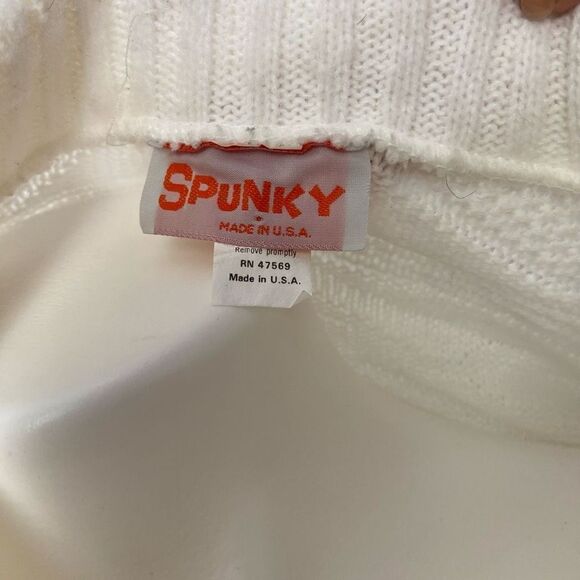 SPUNKY
MADE IN U.S.A.
Remove promptly
RN 47569
Made in U.S.A.